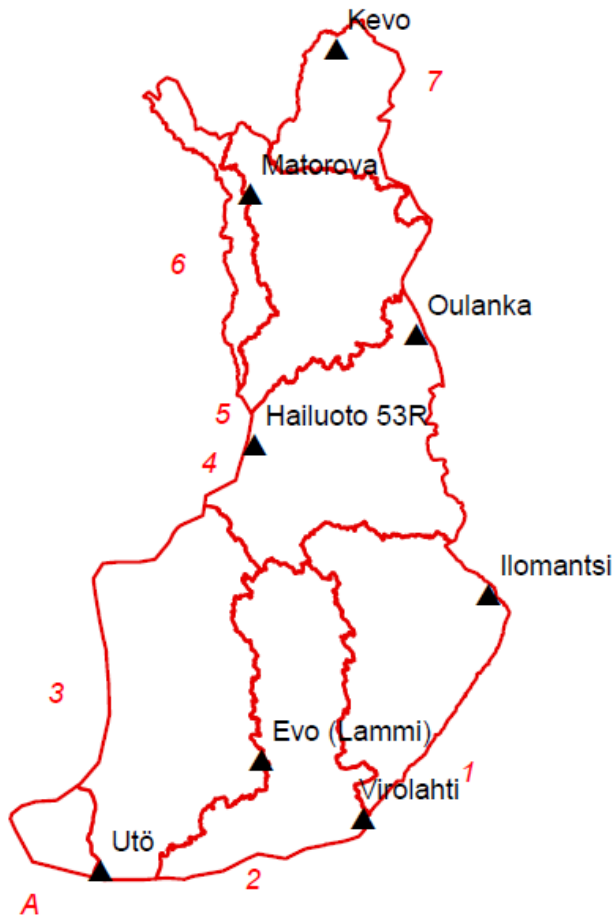 Kevo
7
Matorova
6
Oulanka
5
Hailuoto 53R
4
Ilomantsi
3
Evo (Lammi)
1
Virolahti
Utö
2
A